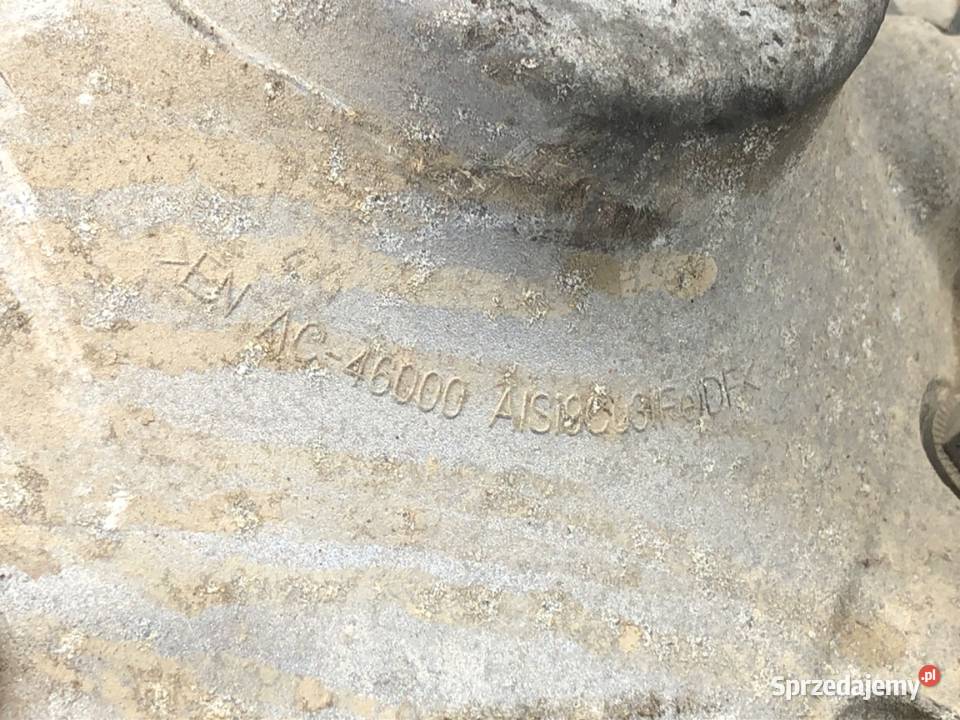 >EN AC-46000 AlSi9Cu3(Fe)DF<
Sprzedajemy.pl